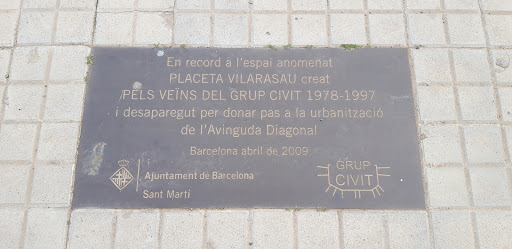 En record a l'espai anomenat
PLACETA VILARASAU creat
PELS VEÏNS DEL GRUP CIVIT 1978-1997
i desaparegut per donar pas a la urbanització
de l'Avinguda Diagonal
Barcelona abril de 2009
Ajuntament de Barcelona
Sant Martí
GRUP
CIVIT